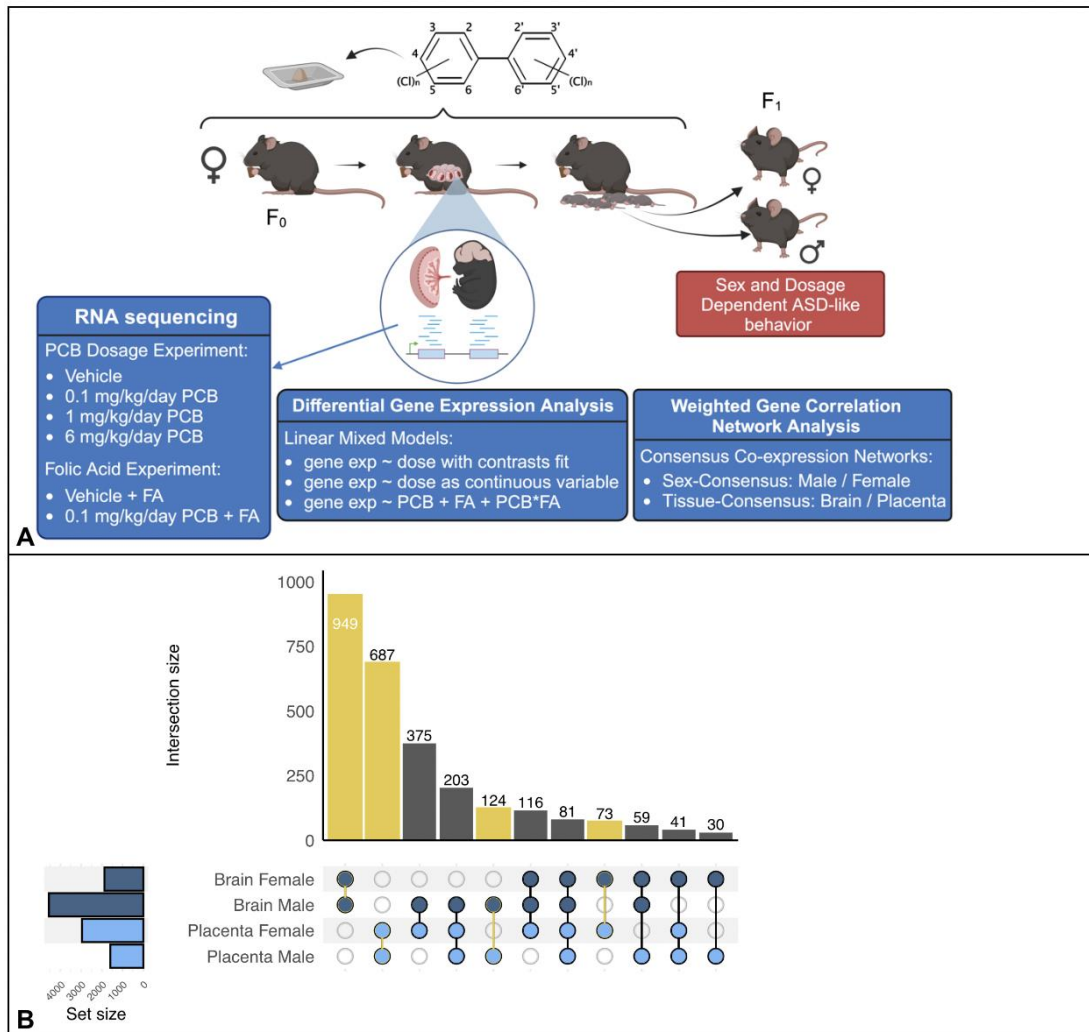 3 2 2' 3'
4 4'
(Cl)n (Cl)n
5 6 6' 5'
F1
♀
F0
♀
♂
Sex and Dosage
Dependent ASD-like
behavior
RNA sequencing
PCB Dosage Experiment:
• Vehicle
• 0.1 mg/kg/day PCB
• 1 mg/kg/day PCB
• 6 mg/kg/day PCB
Folic Acid Experiment:
• Vehicle + FA
• 0.1 mg/kg/day PCB + FA
Differential Gene Expression Analysis
Linear Mixed Models:
• gene exp ~ dose with contrasts fit
• gene exp ~ dose as continuous variable
• gene exp ~ PCB + FA + PCB*FA
Weighted Gene Correlation
Network Analysis
Consensus Co-expression Networks:
• Sex-Consensus: Male / Female
• Tissue-Consensus: Brain / Placenta
A
Intersection size
1000
750
500
250
0
949
687
375
203
124
116
81
73
59
41
30
Brain Female
Brain Male
Placenta Female
Placenta Male
4000 3000 2000 1000 0
Set size
B